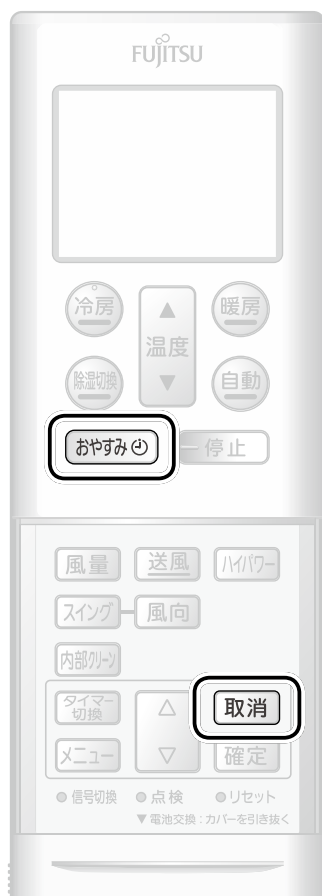 FUJITSU
冷房
暖房
温度
除湿切換
自動
おやすみ
停止
風量
送風
ハイパワー
スイング
風向
内部クリーン
タイマー
切換
取消
メニュー
確定
信号切換
点検
リセット
▼電池交換：カバーを引き抜く